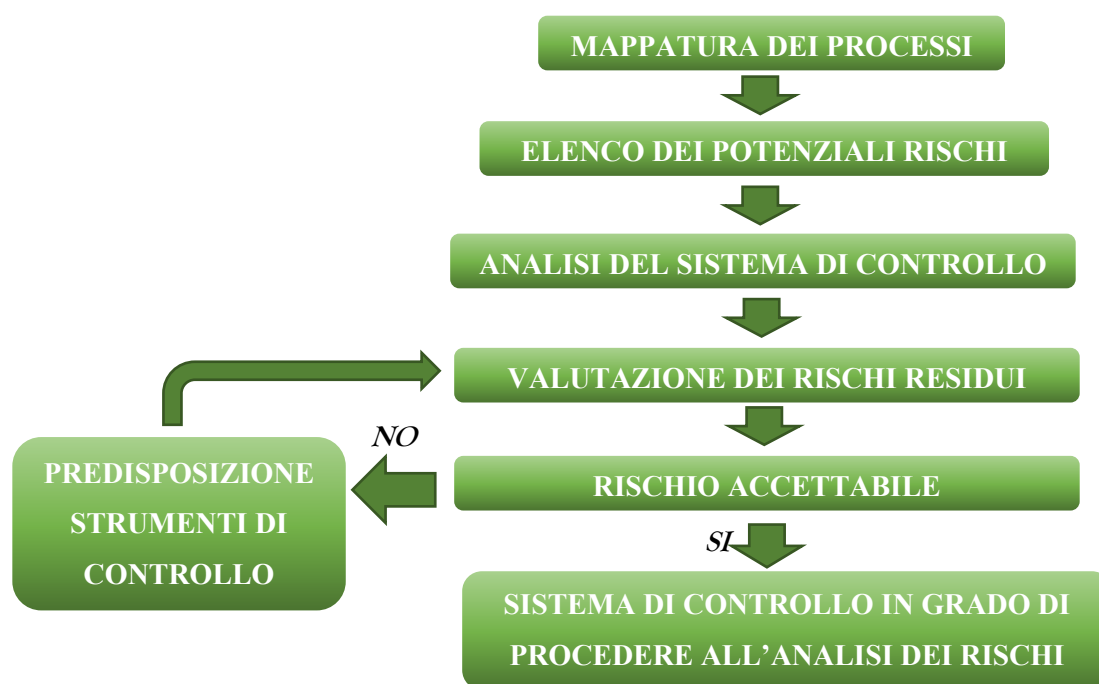 MAPPATURA DEI PROCESSI
ELENCO DEI POTENZIALI RISCHI
ANALISI DEL SISTEMA DI CONTROLLO
VALUTAZIONE DEI RISCHI RESIDUI
NO
PREDISPOSIZIONE
STRUMENTI DI
CONTROLLO
RISCHIO ACCETTABILE
SI
SISTEMA DI CONTROLLO IN GRADO DI
PROCEDERE ALL’ANALISI DEI RISCHI